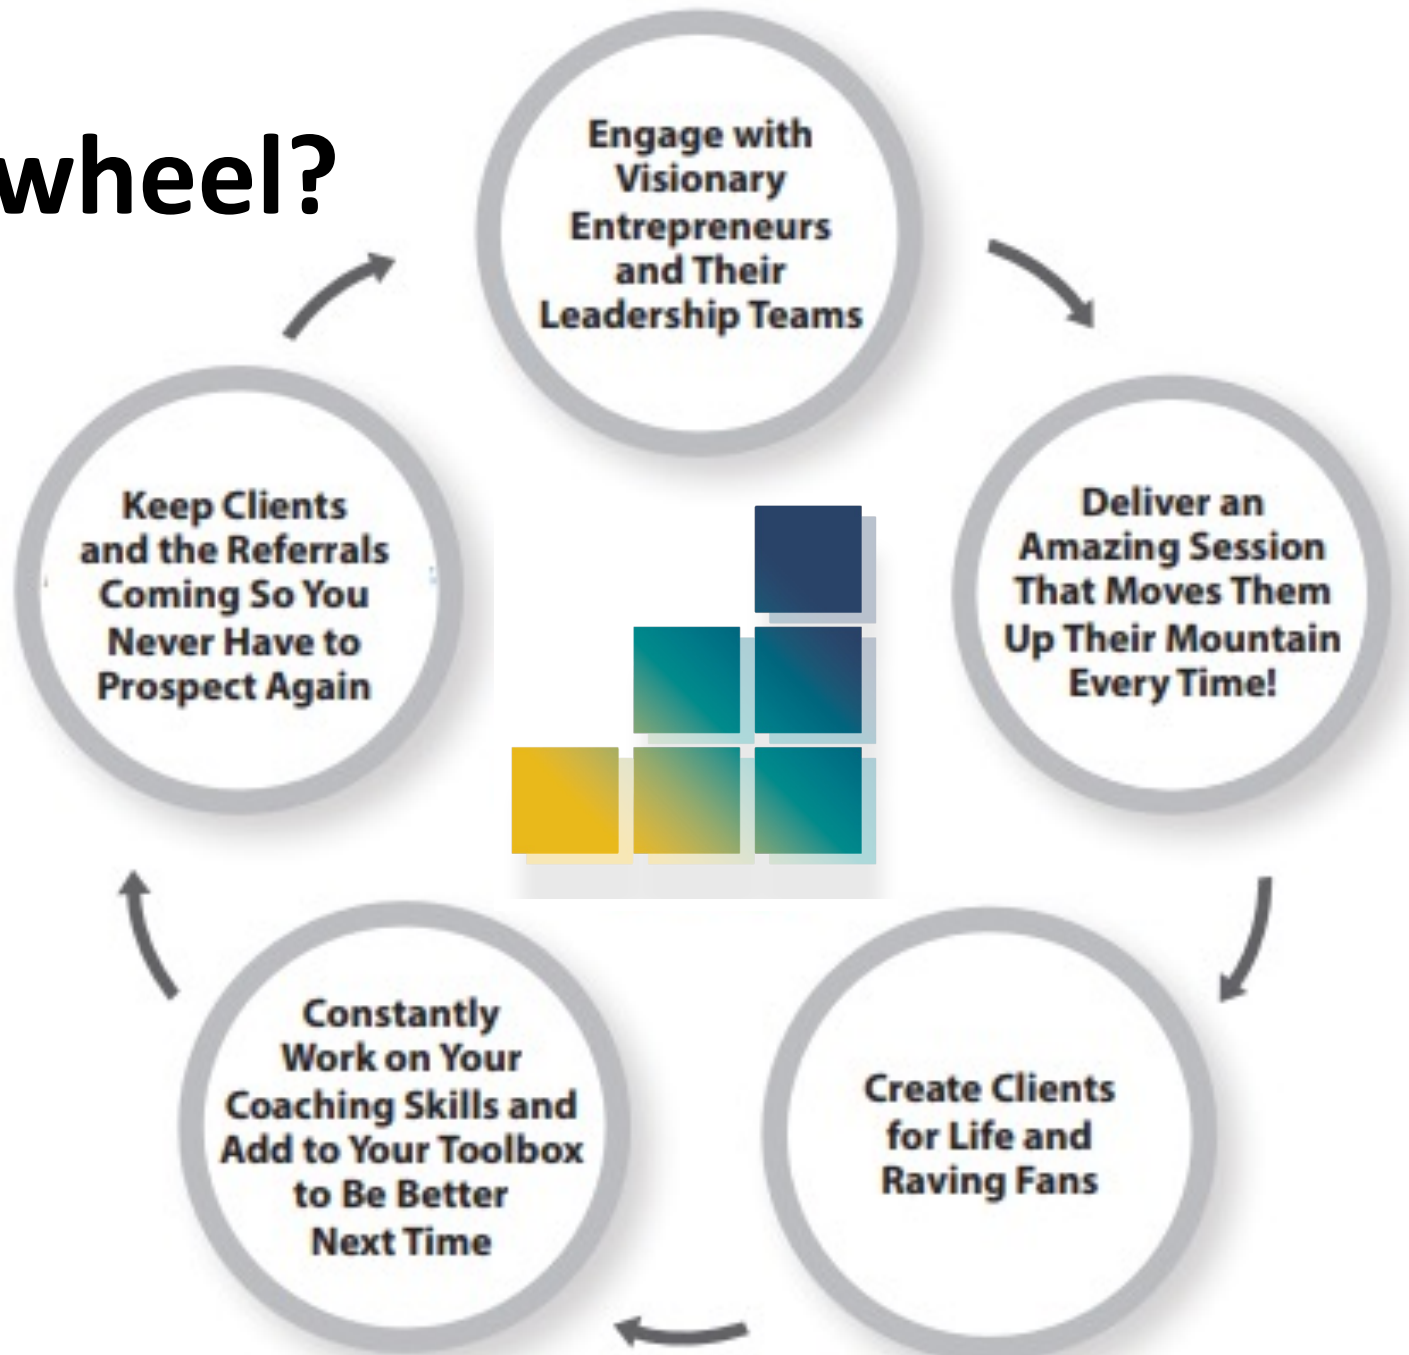 wheel?
Engage with
Visionary
Entrepreneurs
and Their
Leadership Teams
Deliver an
Amazing Session
That Moves Them
Up Their Mountain
Every Time!
Create Clients
for Life and
Raving Fans
Constantly
Work on Your
Coaching Skills and
Add to Your Toolbox
to Be Better
Next Time
Keep Clients
and the Referrals
Coming So You
Never Have to
Prospect Again